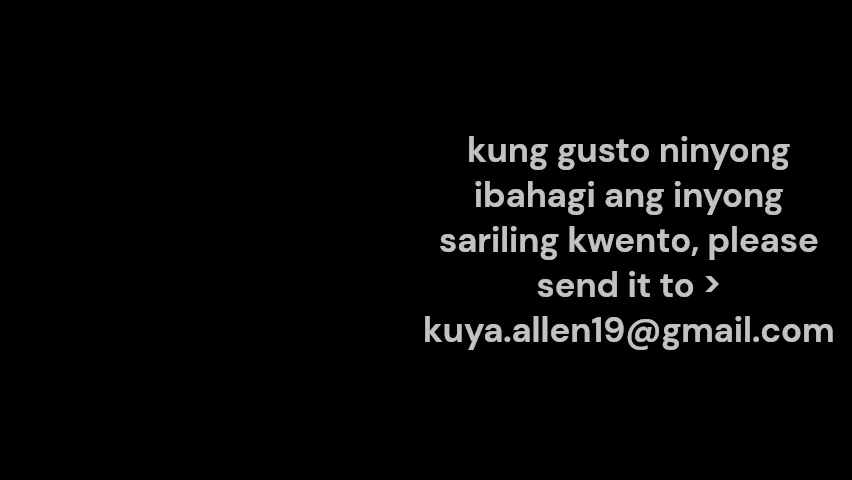 kung gusto ninyong
ibahagi ang inyong
sariling kwento, please
send it to >
kuya.allen19@gmail.com